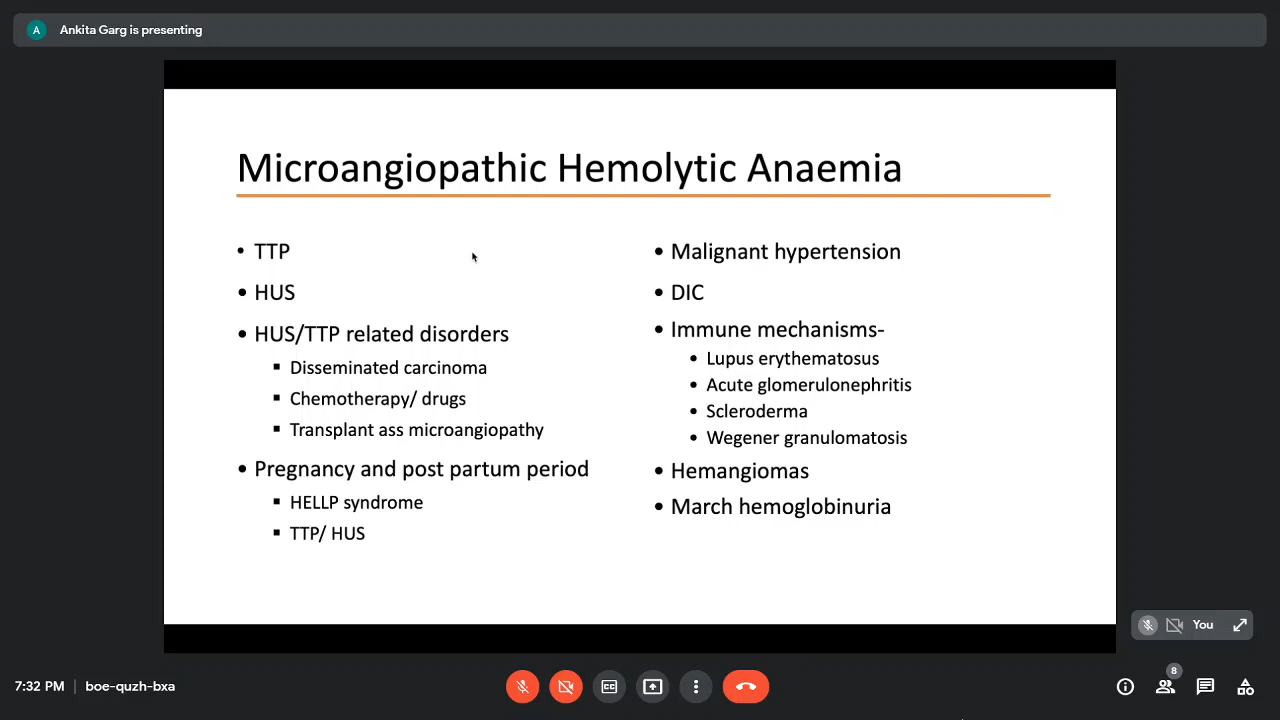 A Ankita Garg is presenting
Microangiopathic Hemolytic Anaemia
• TTP
• HUS
• HUS/TTP related disorders
▪ Disseminated carcinoma
▪ Chemotherapy/ drugs
▪ Transplant ass microangiopathy
• Pregnancy and post partum period
▪ HELLP syndrome
▪ TTP/ HUS
• Malignant hypertension
• DIC
• Immune mechanisms-
• Lupus erythematosus
• Acute glomerulonephritis
• Scleroderma
• Wegener granulomatosis
• Hemangiomas
• March hemoglobinuria
You
7:32 PM | boe-quzh-bxa
CC
8